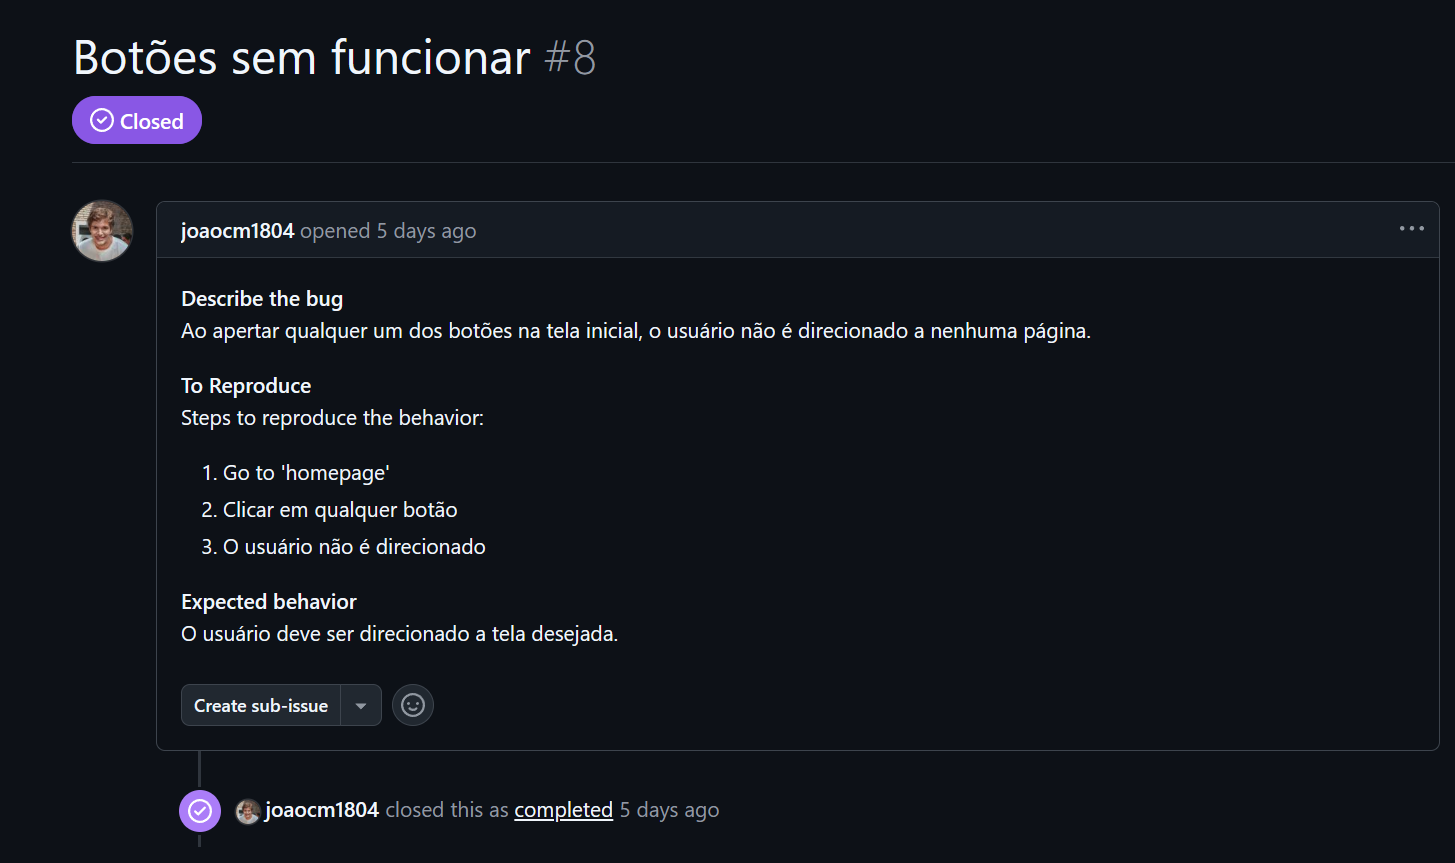 Botões sem funcionar #8
Closed
joaocm1804 opened 5 days ago
Describe the bug
Ao apertar qualquer um dos botões na tela inicial, o usuário não é direcionado a nenhuma página.
To Reproduce
Steps to reproduce the behavior:
1. Go to 'homepage'
2. Clicar em qualquer botão
3. O usuário não é direcionado
Expected behavior
O usuário deve ser direcionado a tela desejada.
Create sub-issue
joaocm1804 closed this as completed 5 days ago